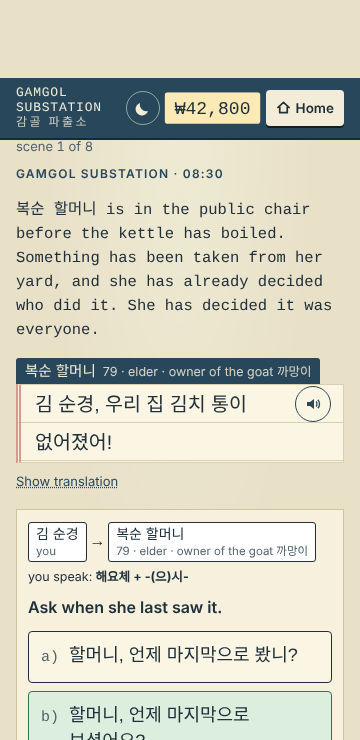 GAMGOL
SUBSTATION
감골 파출소
₩42,800
Home
scene 1 of 8
GAMGOL SUBSTATION · 08:30
복순 할머니 is in the public chair
before the kettle has boiled.
Something has been taken from her
yard, and she has already decided
who did it. She has decided it was
everyone.
복순 할머니 79 · elder · owner of the goat 까망이
김 순경, 우리 집 김치 통이
없어졌어!
Show translation
김 순경
you
→
복순 할머니
79 · elder · owner of the goat 까망이
you speak: 해요체 + -(으)시-
Ask when she last saw it.
a) 할머니, 언제 마지막으로 봤니?
b) 할머니, 언제 마지막으로
보셨어요?